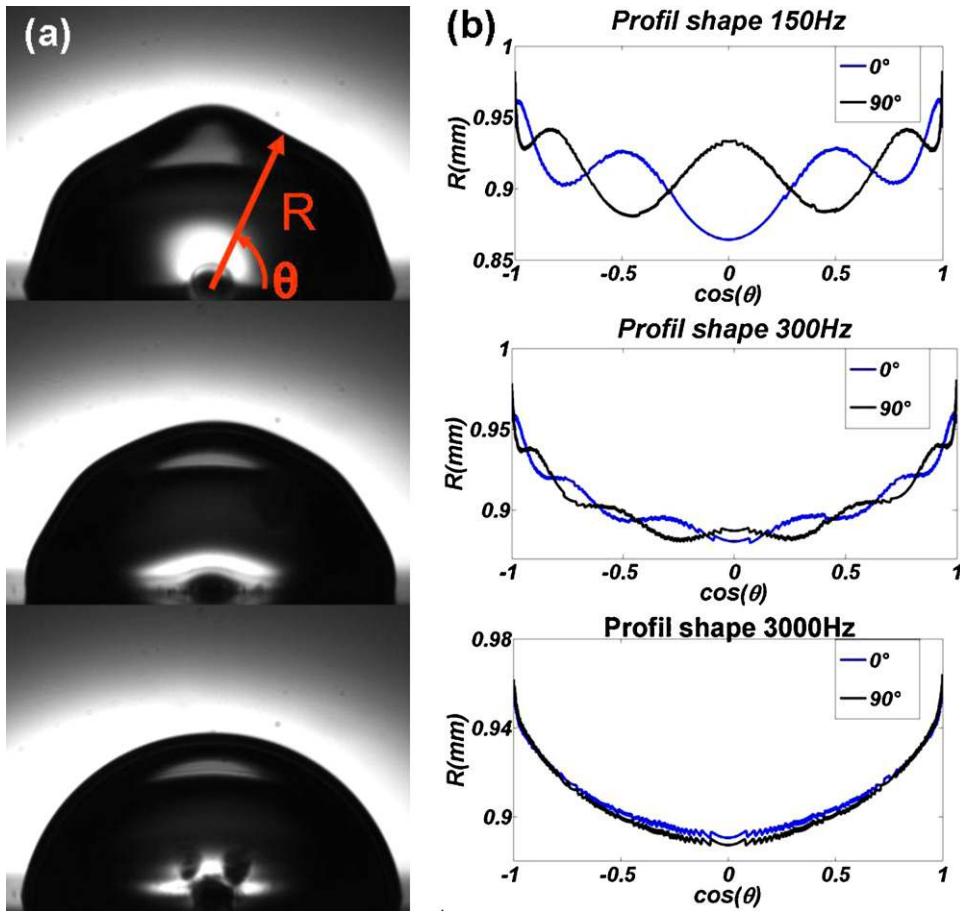 (a)
R
θ
(b)
Profil shape 150Hz
1
0.95
0.9
0.85
R(mm)
-1
-0.5
0
0.5
1
cos(θ)
0°
90°
Profil shape 300Hz
1
0.95
0.9
R(mm)
-1
-0.5
0
0.5
1
cos(θ)
0°
90°
Profil shape 3000Hz
0.98
0.94
0.9
R(mm)
-1
-0.5
0
0.5
1
cos(θ)
0°
90°